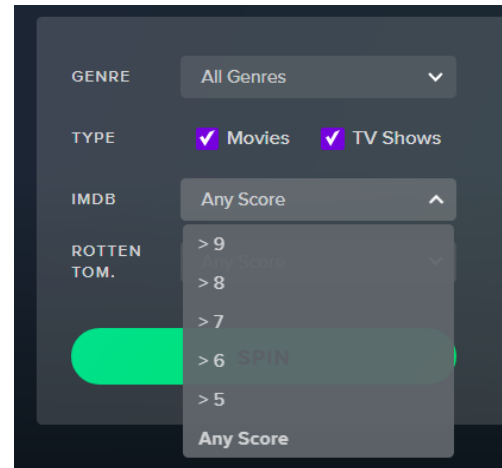 GENRE
All Genres
TYPE
Movies
TV Shows
IMDB
Any Score
ROTTEN
TOM.
Any Score
> 9
> 8
> 7
> 6
> 5
Any Score
SPIN